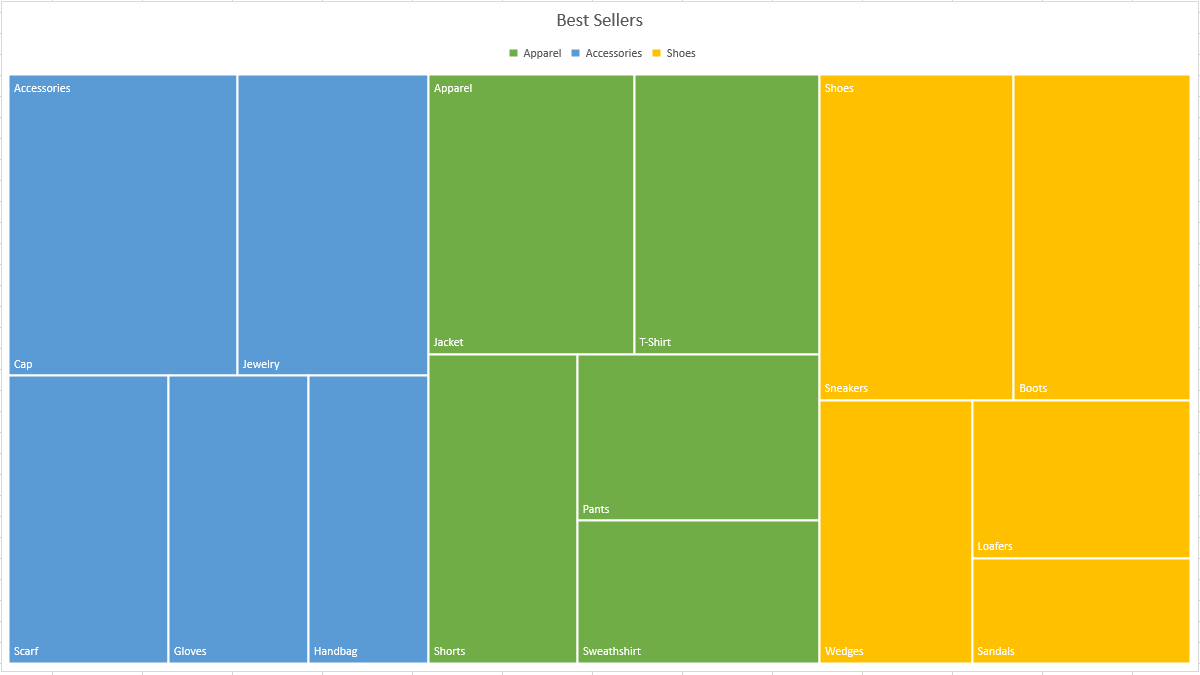 Best Sellers
Apparel Accessories Shoes
Accessories
Apparel
Shoes
Jacket
T-Shirt
Cap
Jewelry
Sneakers
Boots
Pants
Loafers
Scarf
Gloves
Handbag
Shorts
Sweathshirt
Wedges
Sandals